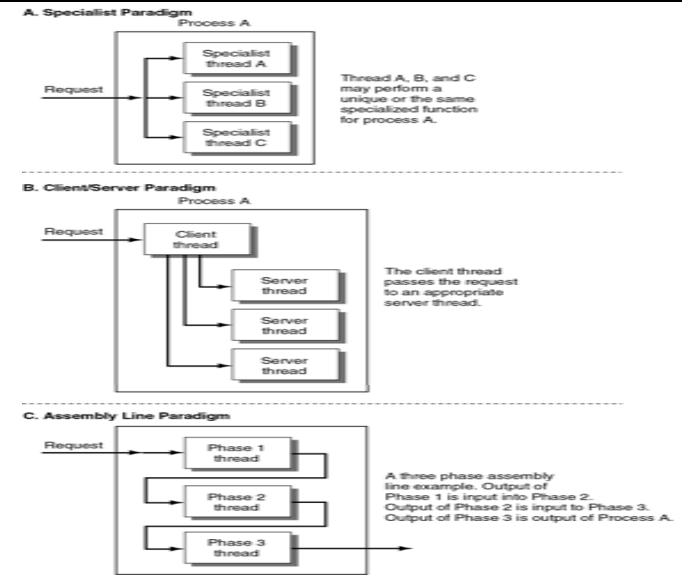 A. Specialist Paradigm
Process A
Specialist
thread A
Request
Specialist
thread B
Specialist
thread C
Thread A, B, and C
may perform a
unique or the same
specialized function
for process A.
B. Client/Server Paradigm
Process A
Request
Client
thread
Server
thread
Server
thread
Server
thread
The client thread
passes the request
to an appropriate
server thread.
C. Assembly Line Paradigm
Request
Phase 1
thread
Phase 2
thread
Phase 3
thread
A three phase assembly
line example. Output of
Phase 1 is input into Phase 2.
Output of Phase 2 is input to Phase 3.
Output of Phase 3 is output of Process A.